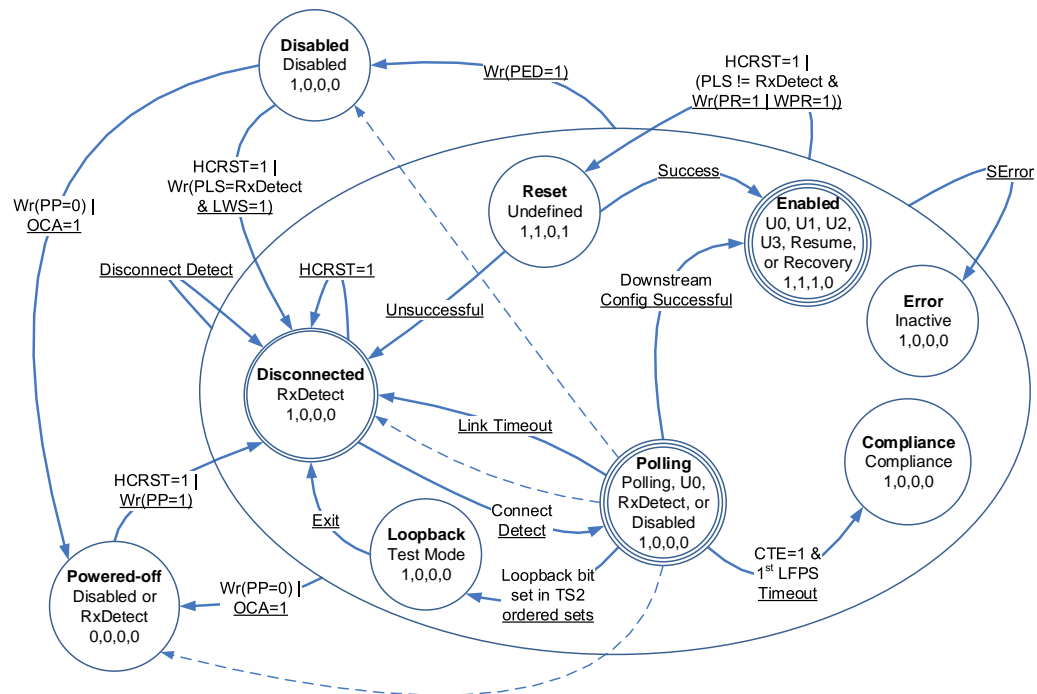 Disabled
Disabled
1,0,0,0
Wr(PED=1)
HCRST=1 |
(PLS != RxDetect &
Wr(PR=1 | WPR=1))
HCRST=1 |
Wr(PLS=RxDetect
& LWS=1)
Wr(PP=0) |
OCA=1
Reset
Undefined
1,1,0,1
Success
Enabled
U0, U1, U2,
U3, Resume,
or Recovery
1,1,1,0
SError
Disconnect Detect
HCRST=1
Unsuccessful
Downstream
Config Successful
Error
Inactive
1,0,0,0
Disconnected
RxDetect
1,0,0,0
Link Timeout
Compliance
Compliance
1,0,0,0
Polling
Polling, U0,
RxDetect, or
Disabled
1,0,0,0
HCRST=1 |
Wr(PP=1)
Exit
Loopback
Test Mode
1,0,0,0
Connect
Detect
CTE=1 &
1st LFPS
Timeout
Powered-off
Disabled or
RxDetect
0,0,0,0
Wr(PP=0) |
OCA=1
Loopback bit
set in TS2
ordered sets